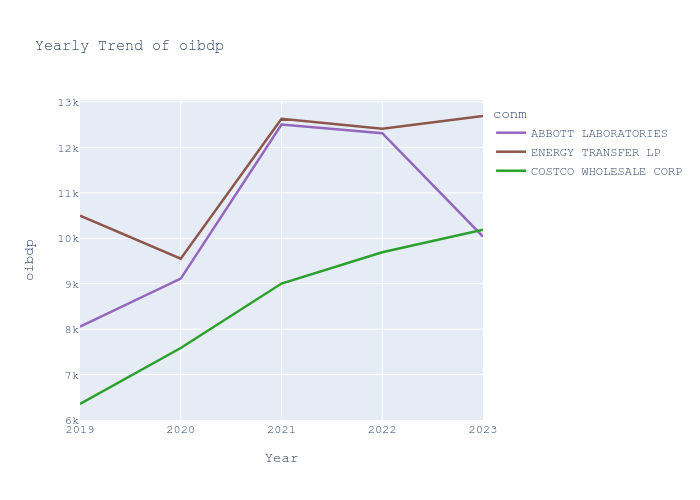 Yearly Trend of oibdp
conm
ABBOTT LABORATORIES
ENERGY TRANSFER LP
COSTCO WHOLESALE CORP
oibdp
13k
12k
11k
10k
9k
8k
7k
6k
2019
2020
2021
2022
2023
Year